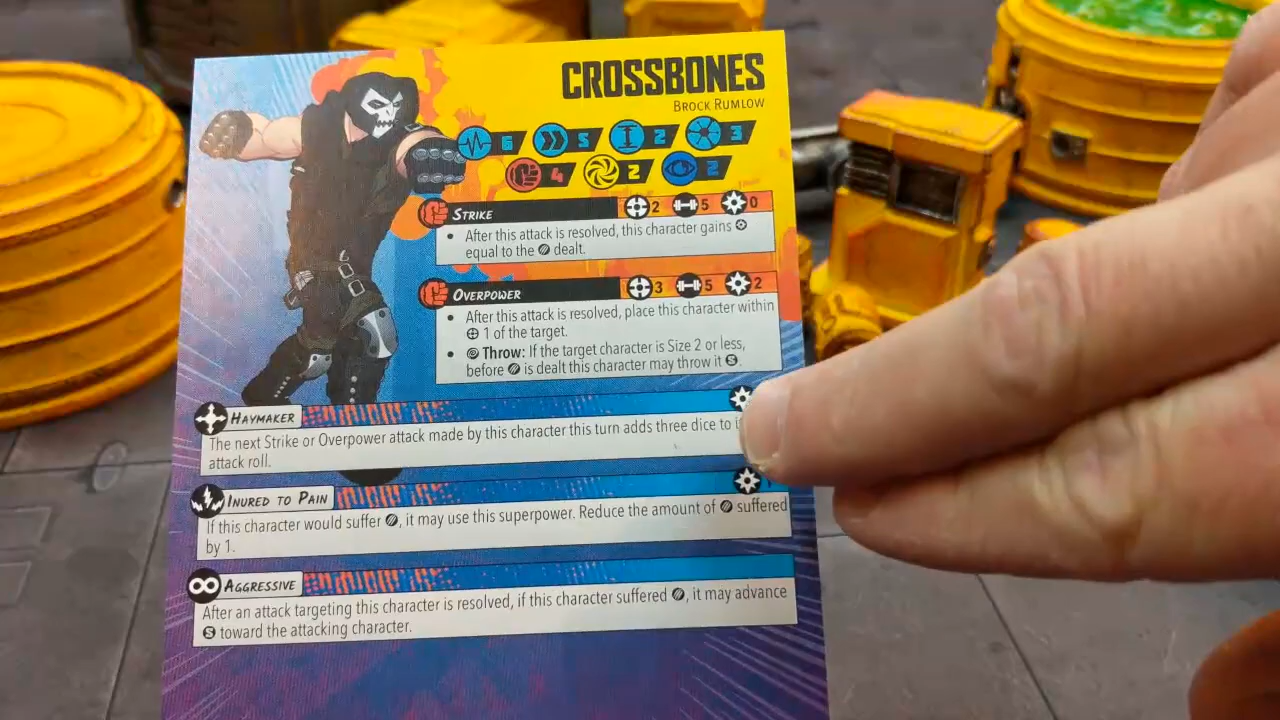 CROSSBONES
BROCK RUMLOW
6 5 2 3
4 2 2
STRIKE 2 5 0
• After this attack is resolved, this character gains
equal to the dealt.
OVERPOWER 3 5 2
• After this attack is resolved, place this character within
1 of the target.
• Throw: If the target character is Size 2 or less,
before is dealt this character may throw it S.
HAYMAKER
The next Strike or Overpower attack made by this character this turn adds three dice to
attack roll.
INURED TO PAIN
If this character would suffer , it may use this superpower. Reduce the amount of suffered
by 1.
AGGRESSIVE
After an attack targeting this character is resolved, if this character suffered , it may advance
S toward the attacking character.